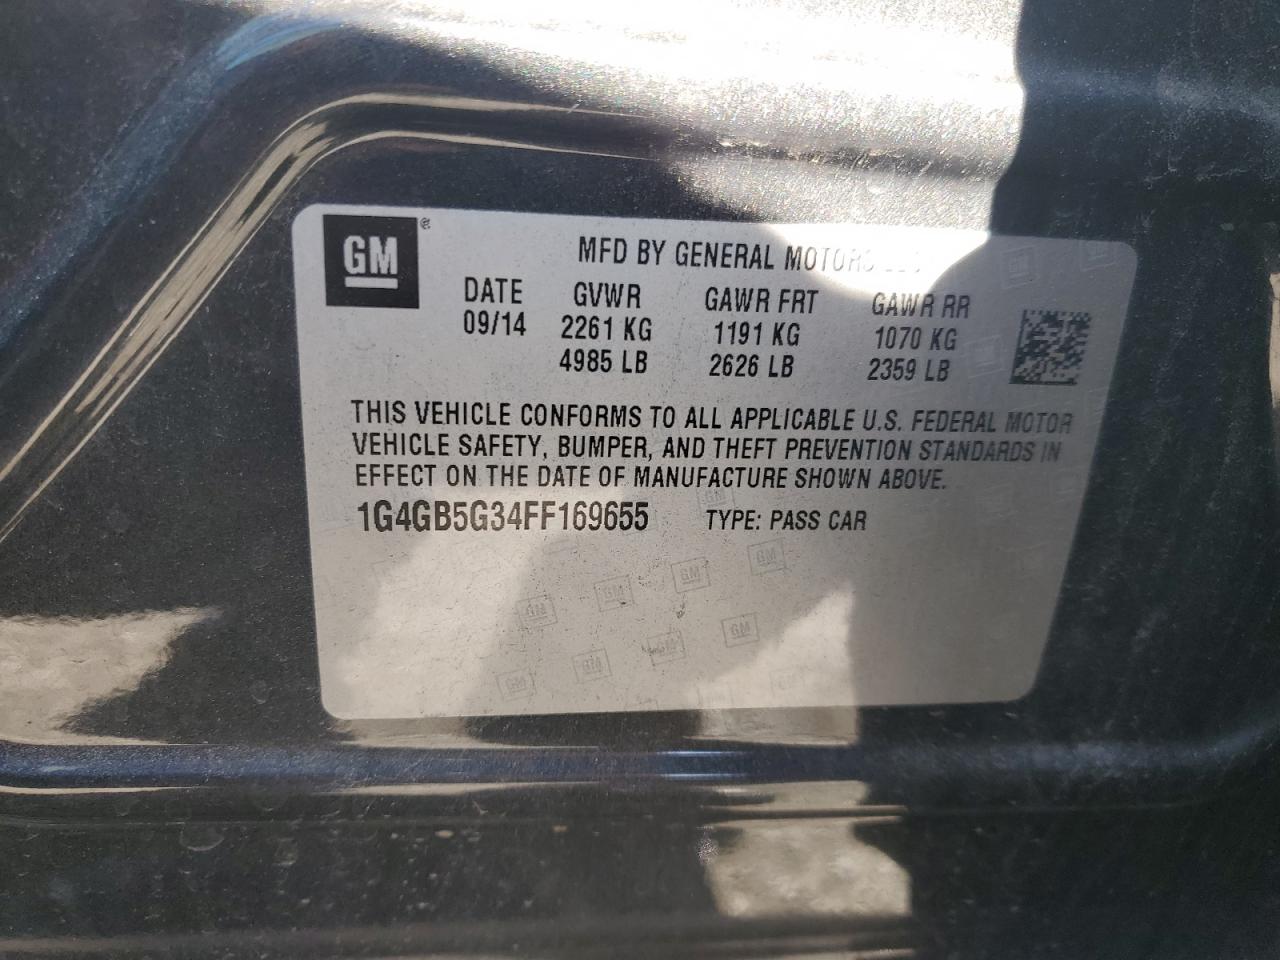 GM ®
MFD BY GENERAL MOTORS LLC
DATE GVWR GAWR FRT GAWR RR
09/14 2261 KG 1191 KG 1070 KG
4985 LB 2626 LB 2359 LB
THIS VEHICLE CONFORMS TO ALL APPLICABLE U.S. FEDERAL MOTOR
VEHICLE SAFETY, BUMPER, AND THEFT PREVENTION STANDARDS IN
EFFECT ON THE DATE OF MANUFACTURE SHOWN ABOVE.
1G4GB5G34FF169655 TYPE: PASS CAR